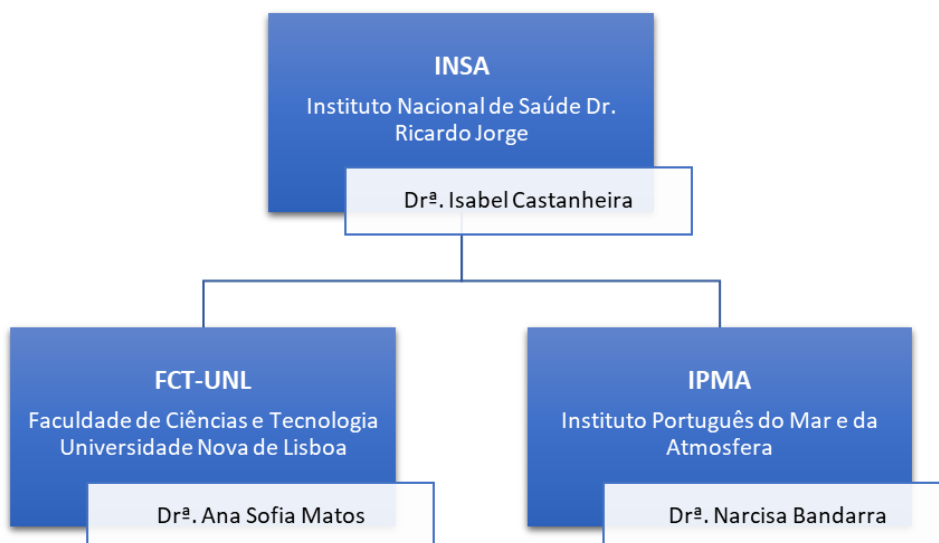 INSA
Instituto Nacional de Saúde Dr.
Ricardo Jorge
Drª. Isabel Castanheira
FCT-UNL
Faculdade de Ciências e Tecnologia
Universidade Nova de Lisboa
Drª. Ana Sofia Matos
IPMA
Instituto Português do Mar e da
Atmosfera
Drª. Narcisa Bandarra